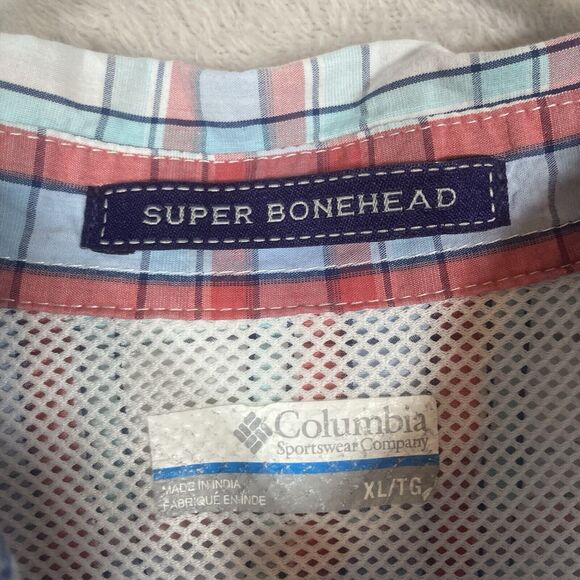 SUPER BONEHEAD
Columbia
Sportswear Company
MADE IN INDIA
FABRIQUÉ EN INDE
XL/TG